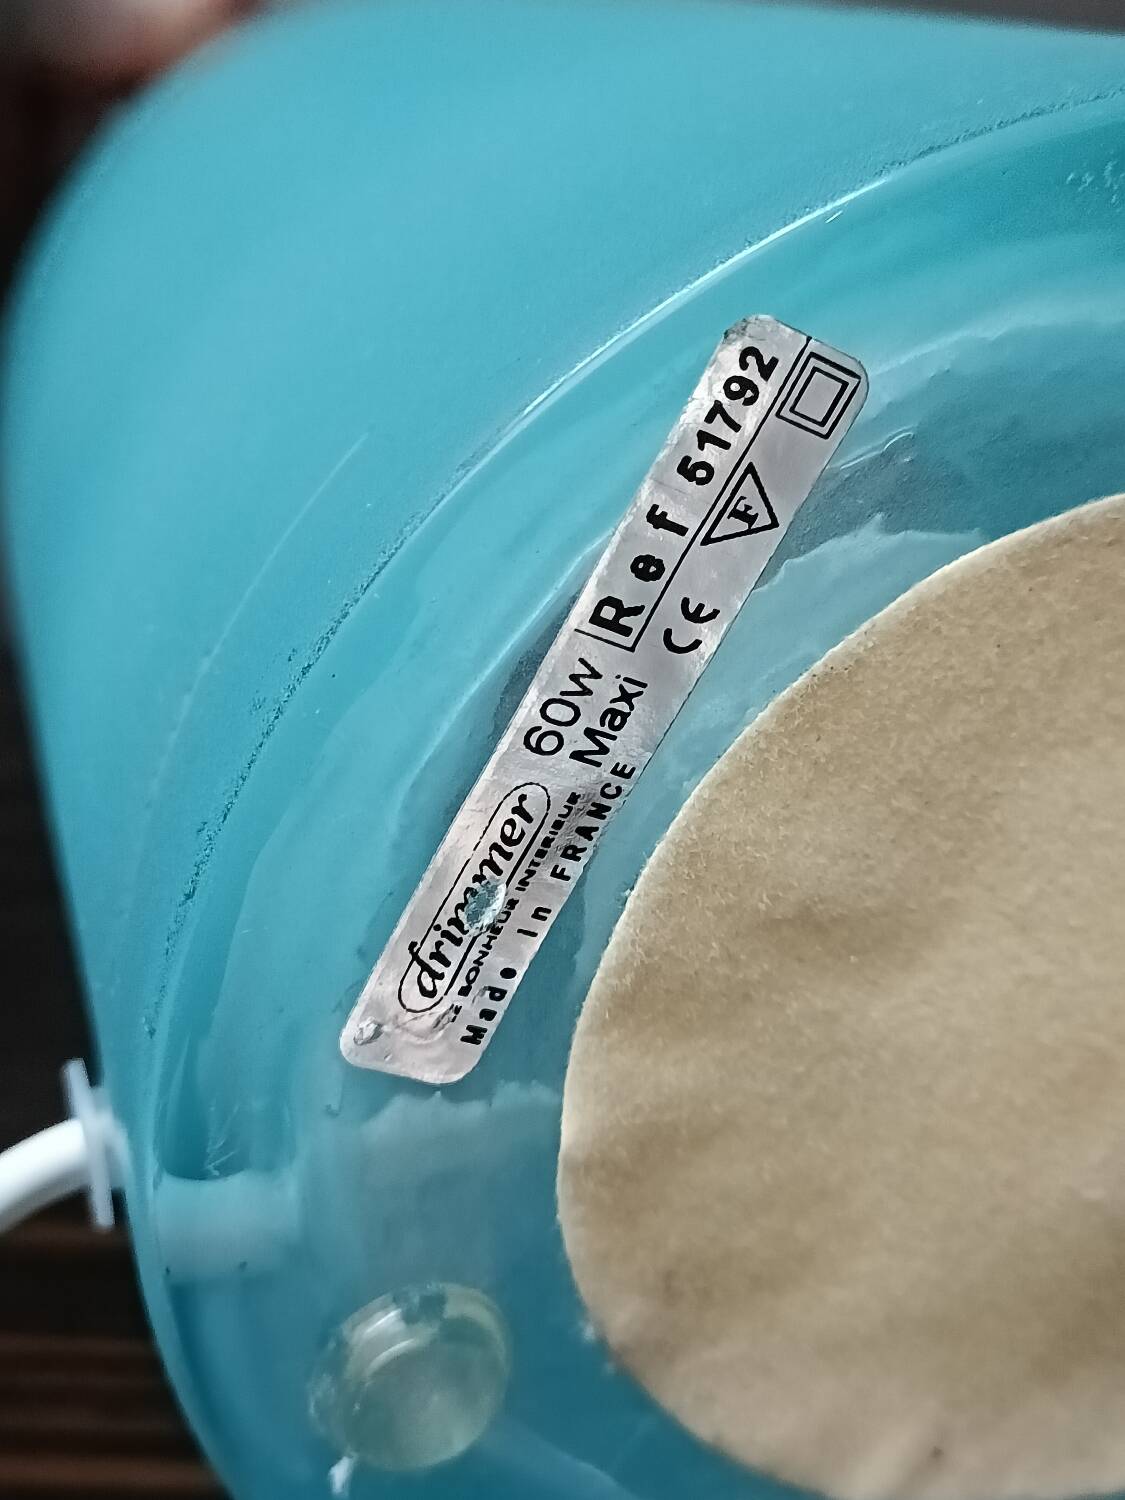 drimmer
LE BONHEUR INTERIEUR
Made in FRANCE
60w
Maxi
Ref 51792
CE
F